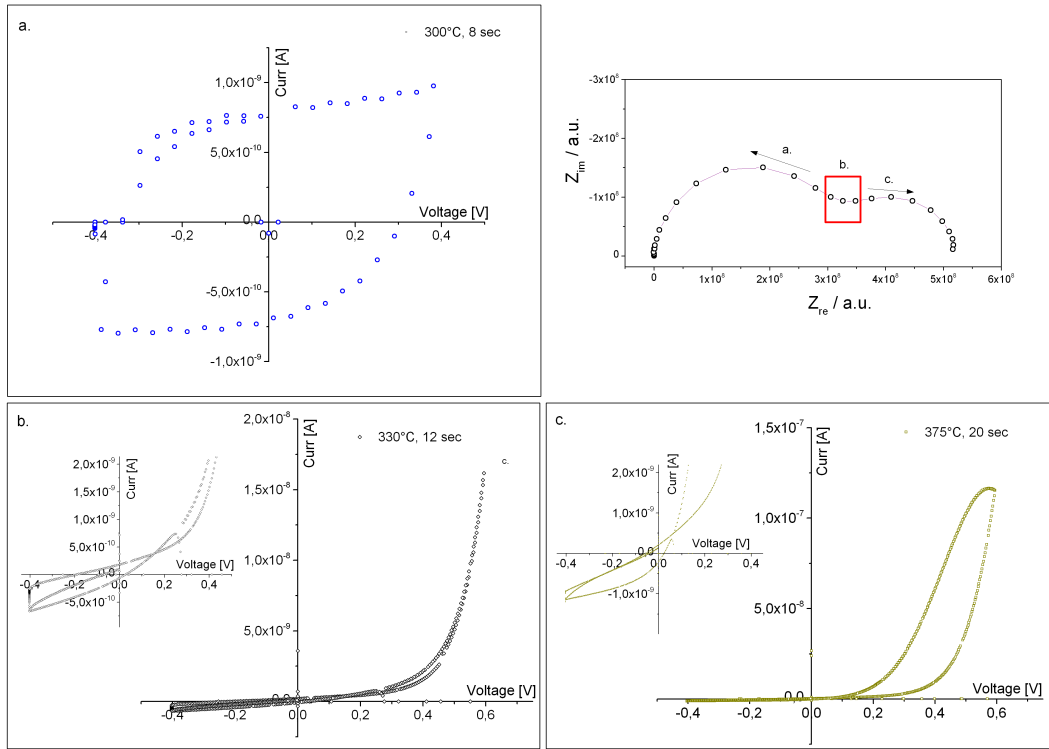 a.
300°C, 8 sec
Curr [A]
1,0x10⁻⁹
5,0x10⁻¹⁰
0,0
-5,0x10⁻¹⁰
-1,0x10⁻⁹
Voltage [V]
-0,4 -0,2 0,0 0,2 0,4
-3x10⁸
-2x10⁸
-1x10⁸
0
Z_im / a.u.
a.
b.
c.
0 1x10⁸ 2x10⁸ 3x10⁸ 4x10⁸ 5x10⁸ 6x10⁸
Z_re / a.u.
b.
330°C, 12 sec
c.
Curr [A]
2,0x10⁻⁸
1,5x10⁻⁸
1,0x10⁻⁸
5,0x10⁻⁹
0,0
Voltage [V]
-0,4 -0,2 0,0 0,2 0,4 0,6
Curr [A]
2,0x10⁻⁹
1,5x10⁻⁹
1,0x10⁻⁹
5,0x10⁻¹⁰
0,0
-5,0x10⁻¹⁰
Voltage [V]
-0,4 -0,2 0,0 0,2 0,4
c.
375°C, 20 sec
Curr [A]
1,5x10⁻⁷
1,0x10⁻⁷
5,0x10⁻⁸
0,0
Voltage [V]
-0,4 -0,2 0,0 0,2 0,4 0,6
Curr [A]
2,0x10⁻⁹
1,0x10⁻⁹
0,0
-1,0x10⁻⁹
Voltage [V]
-0,4 -0,2 0,0 0,2 0,4